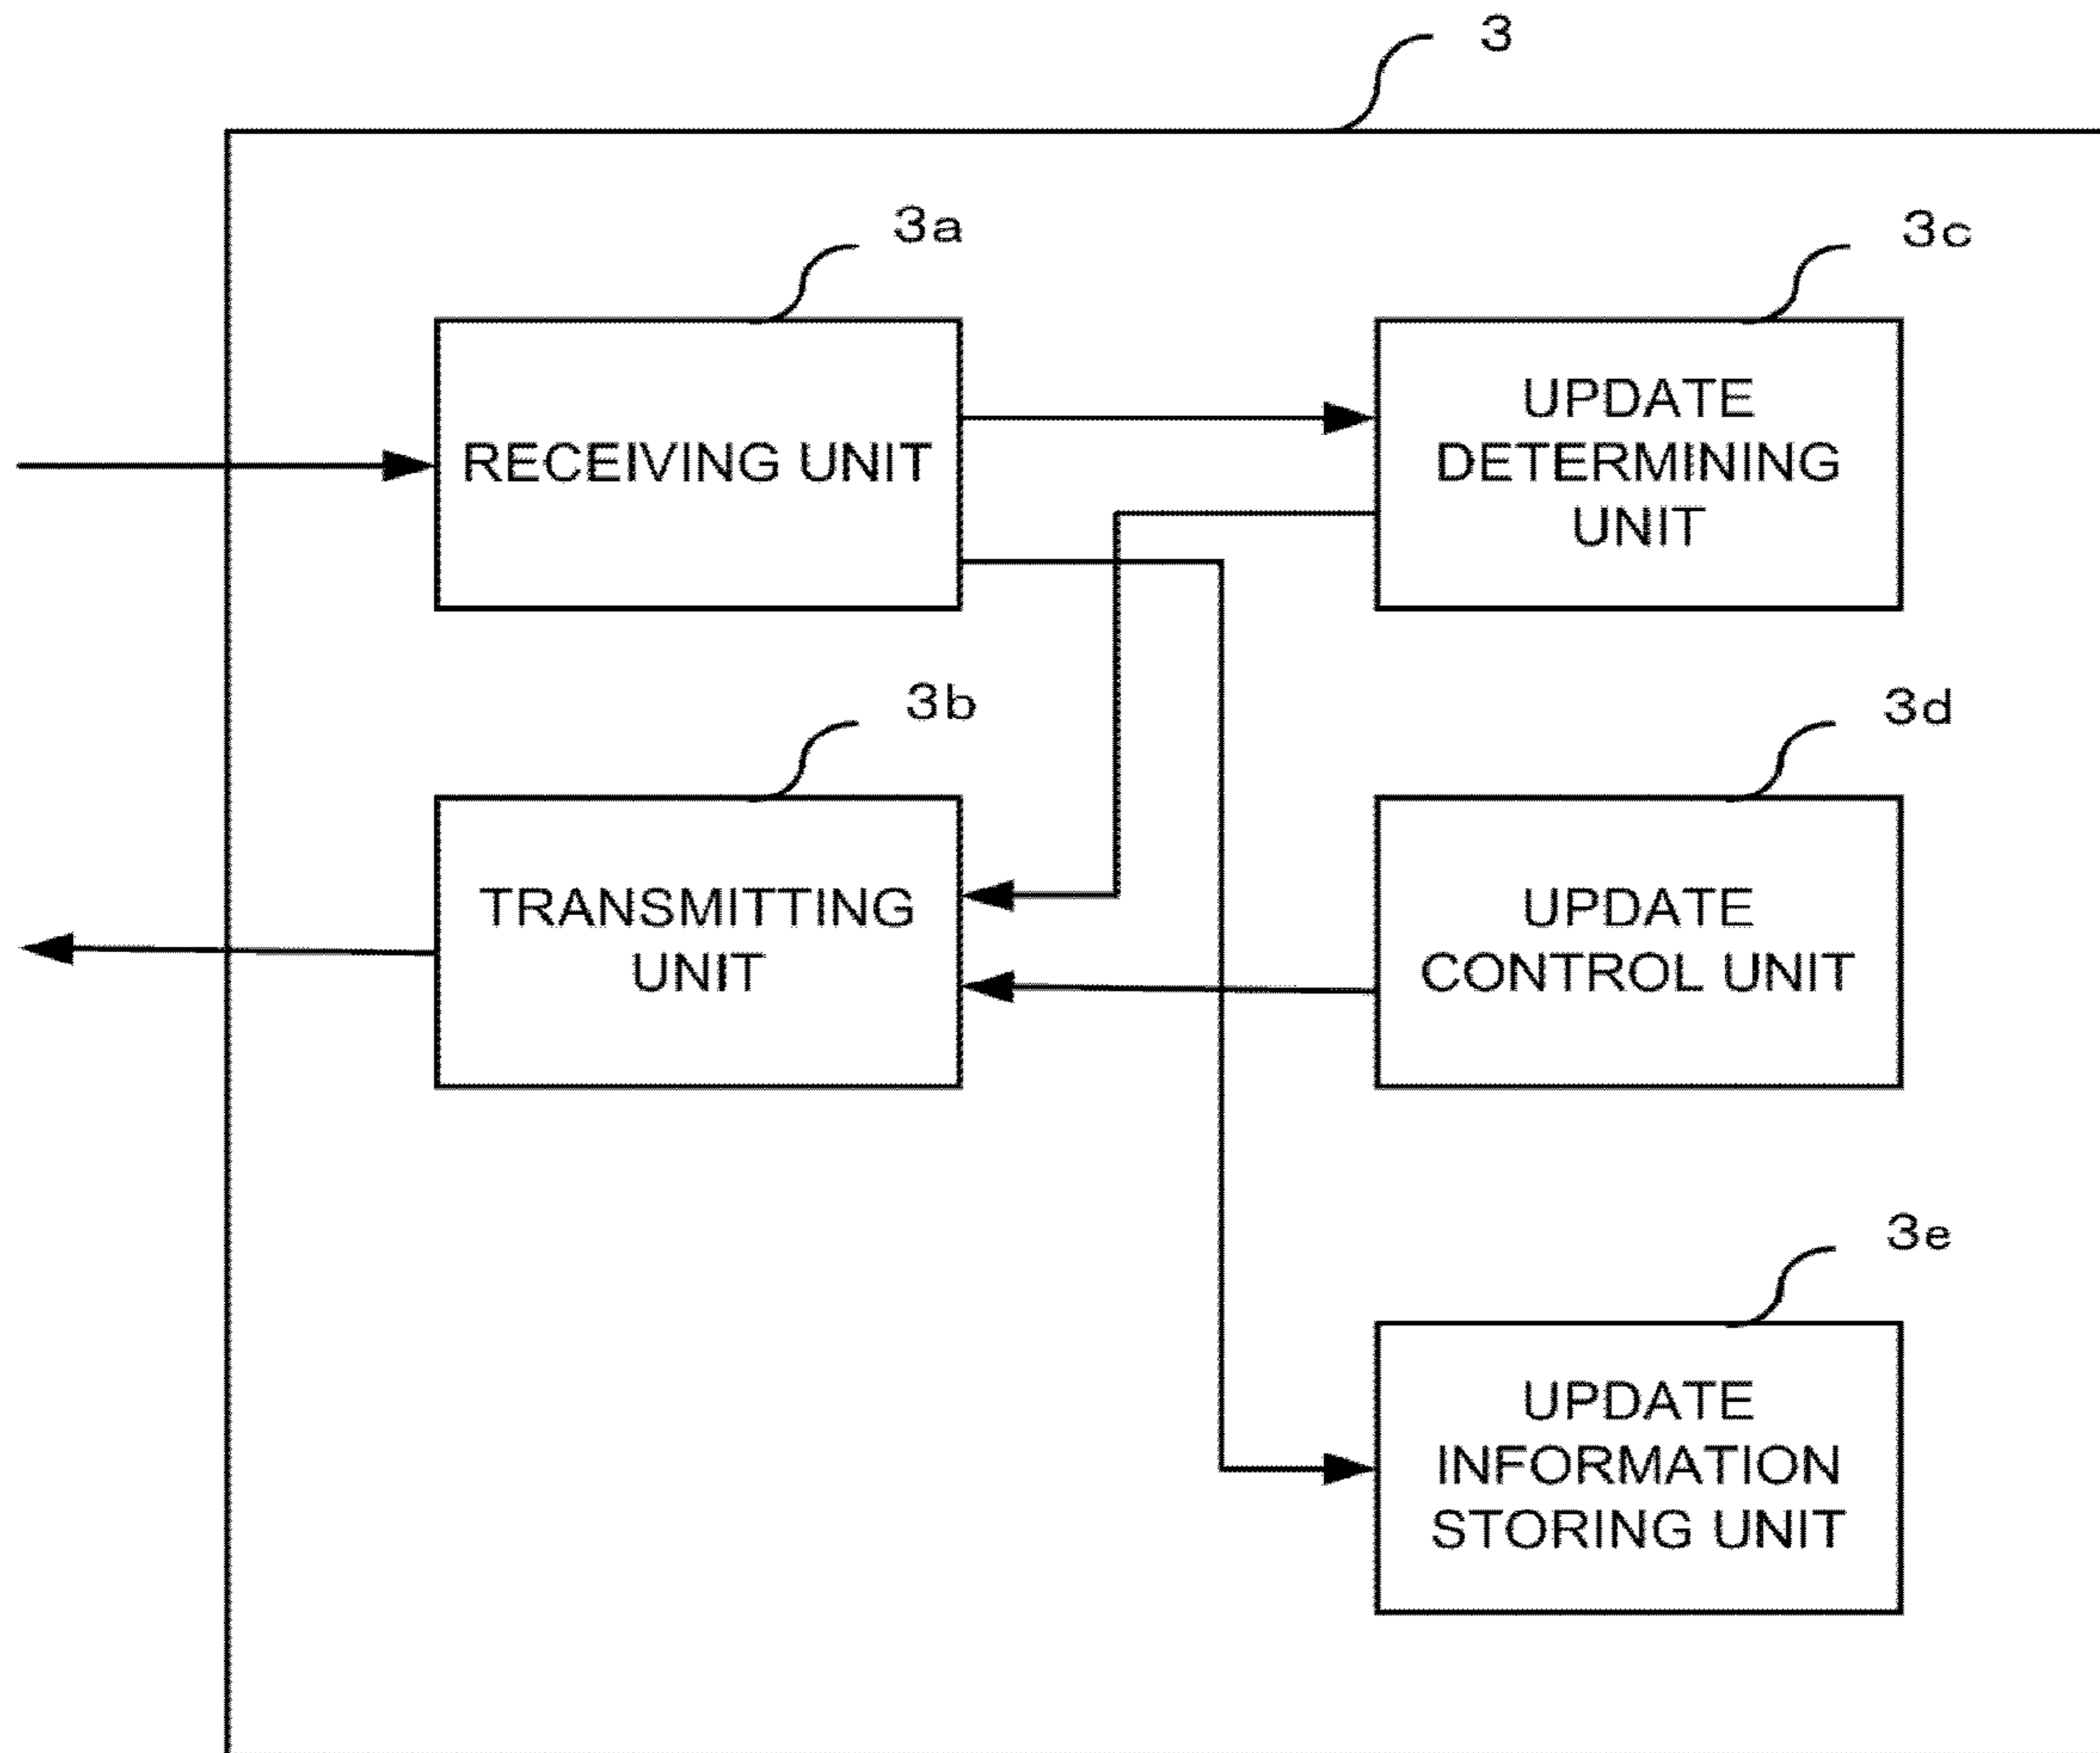 3
3a
3c
RECEIVING UNIT
UPDATE
DETERMINING
UNIT
3b
3d
TRANSMITTING
UNIT
UPDATE
CONTROL UNIT
3e
UPDATE
INFORMATION
STORING UNIT